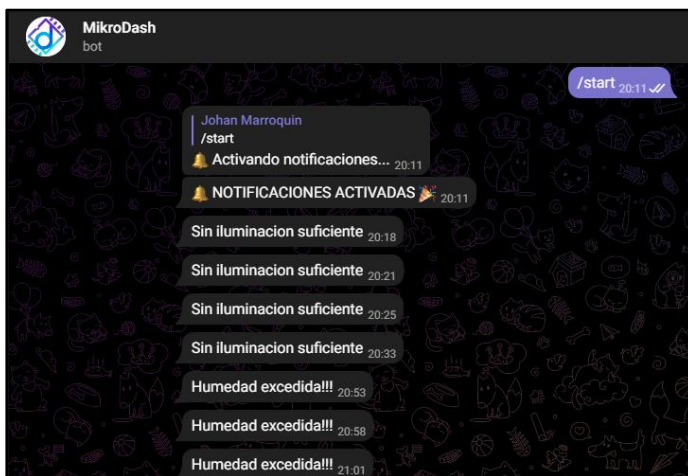 MikroDash
bot
/start 20:11
Johan Marroquin
/start
🔔 Activando notificaciones... 20:11
🔔 NOTIFICACIONES ACTIVADAS 🎉 20:11
Sin iluminacion suficiente 20:18
Sin iluminacion suficiente 20:21
Sin iluminacion suficiente 20:25
Sin iluminacion suficiente 20:33
Humedad excedida!!! 20:53
Humedad excedida!!! 20:58
Humedad excedida!!! 21:01